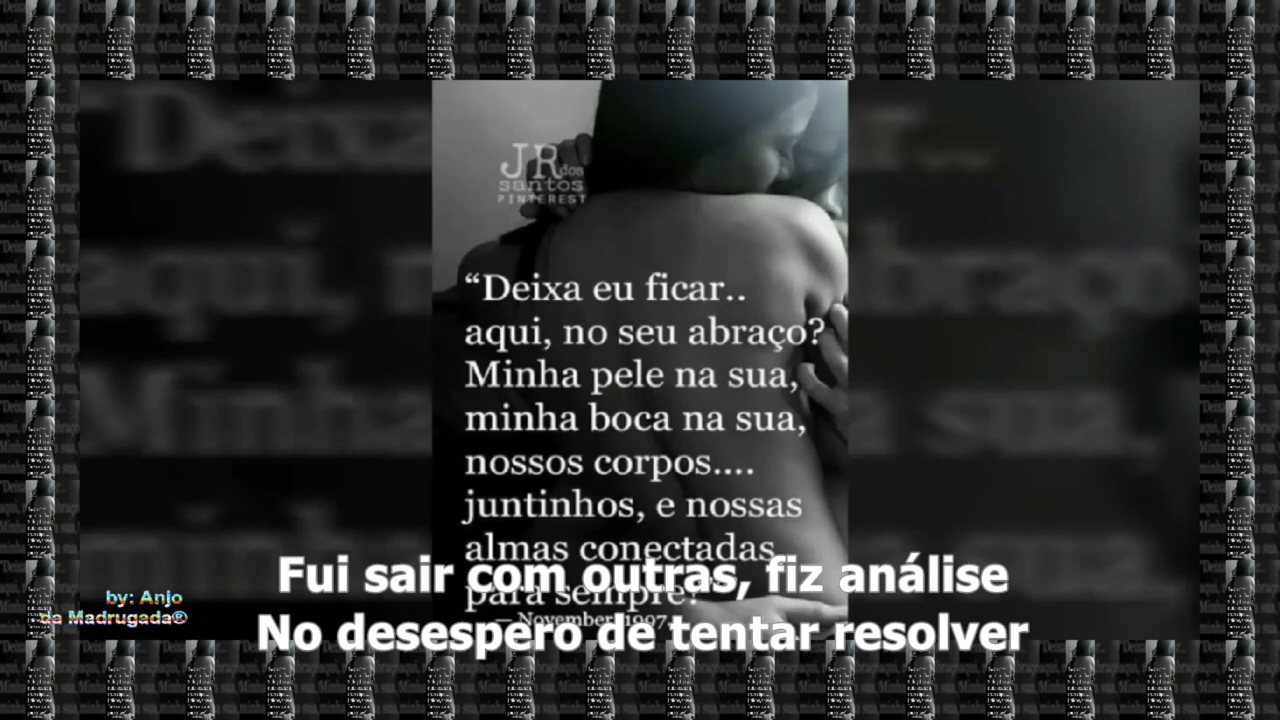 JR dos
santos
PINTEREST
“Deixa eu ficar..
aqui, no seu abraço?
Minha pele na sua,
minha boca na sua,
nossos corpos....
juntinhos, e nossas
almas conectadas
para sempre?
— November, 1997.
Fui sair com outras, fiz análise
No desespero de tentar resolver
by: Anjo
da Madrugada®